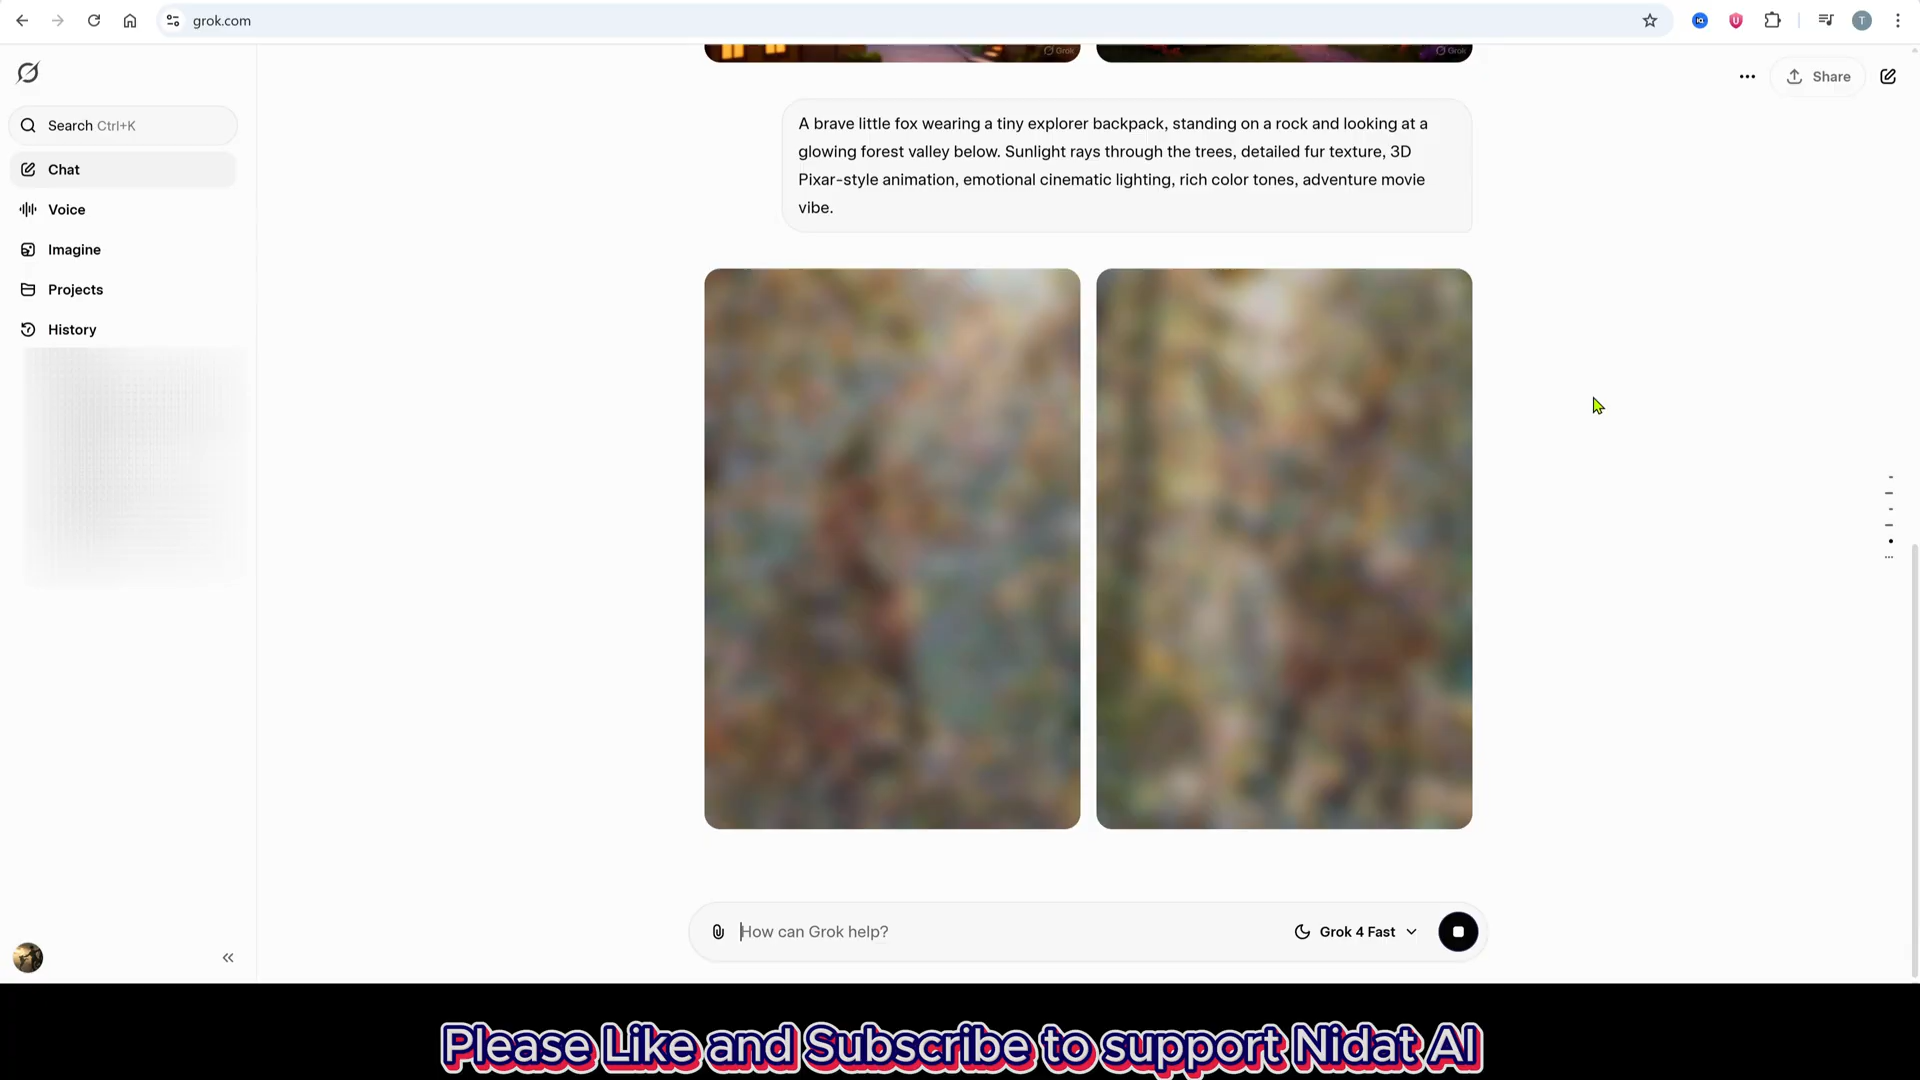 grok.com
T
Grok
Grok
Share
Search Ctrl+K
Chat
Voice
Imagine
Projects
History
A brave little fox wearing a tiny explorer backpack, standing on a rock and looking at a
glowing forest valley below. Sunlight rays through the trees, detailed fur texture, 3D
Pixar-style animation, emotional cinematic lighting, rich color tones, adventure movie
vibe.
How can Grok help?
Grok 4 Fast
Please Like and Subscribe to support Nidat AI